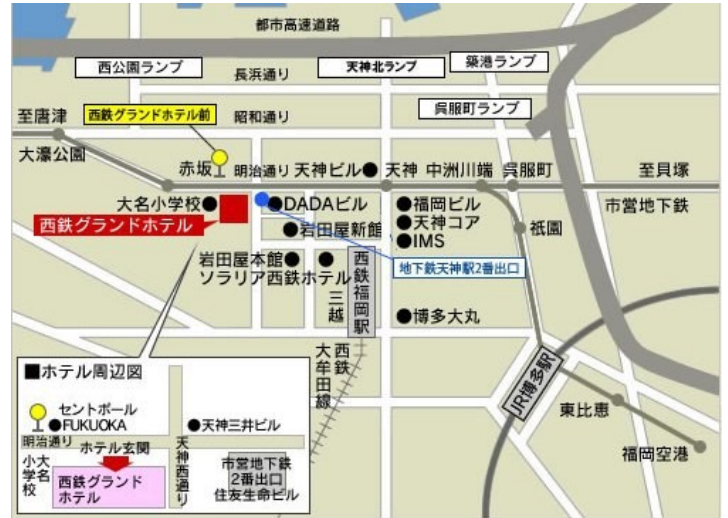 都市高速道路
西公園ランプ
天神北ランプ
築港ランプ
長浜通り
呉服町ランプ
至唐津
西鉄グランドホテル前
昭和通り
大濠公園
赤坂
明治通り
天神ビル●
天神
中洲川端
呉服町
至貝塚
大名小学校●
●DADAビル
●福岡ビル
市営地下鉄
西鉄グランドホテル
●岩田屋新館
●天神コア
祇園
●IMS
岩田屋本館●
地下鉄天神駅2番出口
ソラリア西鉄ホテル
西鉄福岡駅
三越
●博多大丸
西鉄
大牟田線
JR博多駅
東比恵
福岡空港
■ホテル周辺図
セントポール
●FUKUOKA
●天神三井ビル
明治通り
ホテル玄関
天神西通り
大名
小学校
西鉄グランド
ホテル
市営地下鉄
2番出口
住友生命ビル